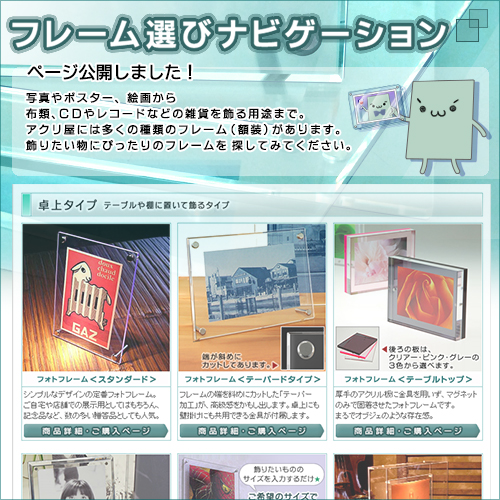 フレーム選びナビゲーション
ページ公開しました！
写真やポスター、絵画から
布類、CDやレコードなどの雑貨を飾る用途まで。
アクリ屋には多くの種類のフレーム（額装）があります。
飾りたい物にぴったりのフレームを 探してみてください。
卓上タイプ テーブルや棚に置いて飾るタイプ
doux
chaud
docile
GAZ
端が斜めに
カットしてあります。
後ろの板は、
クリアー・ピンク・グレーの
3色から選べます。
フォトフレーム＜スタンダード＞
シンプルなデザインの定番フォトフレーム。
ご自宅や店舗での展示用としてはもちろん、
記念品など、数の多い贈答品としても人気。
商品詳細・ご購入ページ
フォトフレーム＜テーパードタイプ＞
フレームの端を斜めにカットした「テーパー
加工」が、高級感をかもし出します。卓上にも
壁掛けにも共用できる金具が付属します。
商品詳細・ご購入ページ
フォトフレーム＜テーブルトップ＞
厚手のアクリル板に金具を用いず、マグネット
のみで固着させたフォトフレームです。
まるでオブジェのような存在感。
商品詳細・ご購入ページ
飾りたいものの
サイズを入力するだけ★
ご希望のサイズで